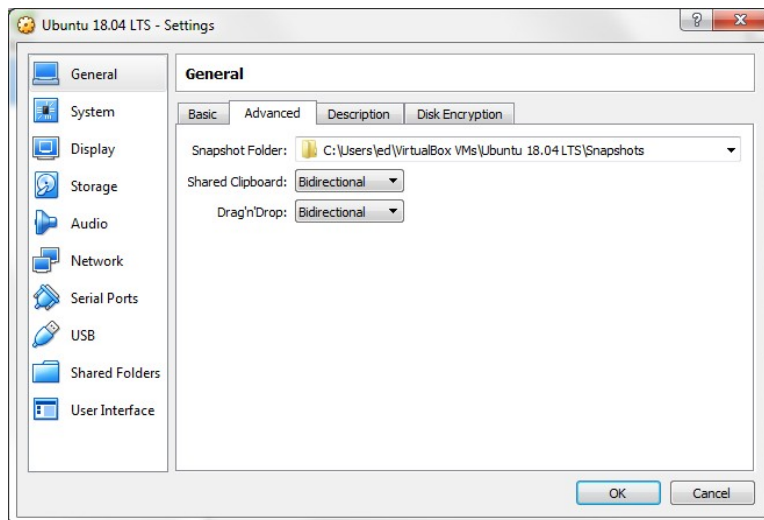 Ubuntu 18.04 LTS - Settings
?
General
System
Display
Storage
Audio
Network
Serial Ports
USB
Shared Folders
User Interface
General
Basic Advanced Description Disk Encryption
Snapshot Folder: C:\Users\ed\VirtualBox VMs\Ubuntu 18.04 LTS\Snapshots
Shared Clipboard: Bidirectional
Drag'n'Drop: Bidirectional
OK Cancel